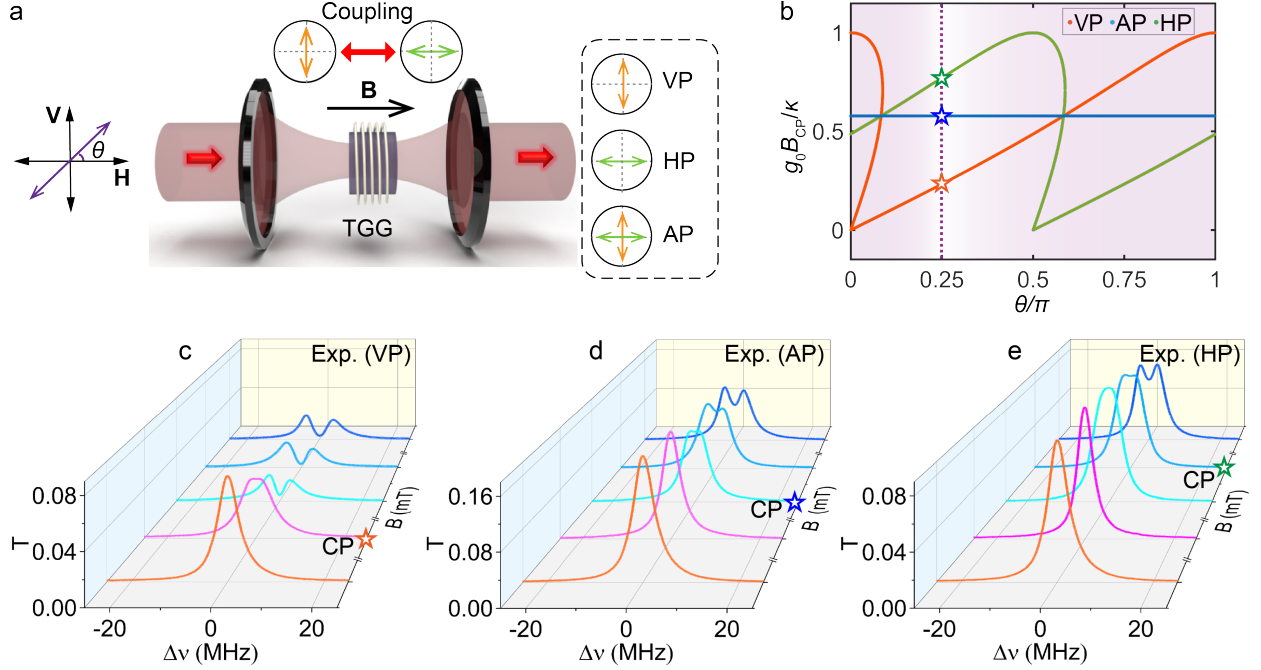 a
Coupling
B
V
θ
H
TGG
VP
HP
AP
b
VP AP HP
1
0.5
0
g₀B_CP/κ
0 0.25 0.5 0.75 1
θ/π
c
Exp. (VP)
0.08
0.04
0.00
T
CP
B (mT)
-20 0 20
Δν (MHz)
d
Exp. (AP)
0.16
0.08
0.00
T
CP
B (mT)
-20 0 20
Δν (MHz)
e
Exp. (HP)
0.08
0.04
0.00
T
CP
B (mT)
-20 0 20
Δν (MHz)